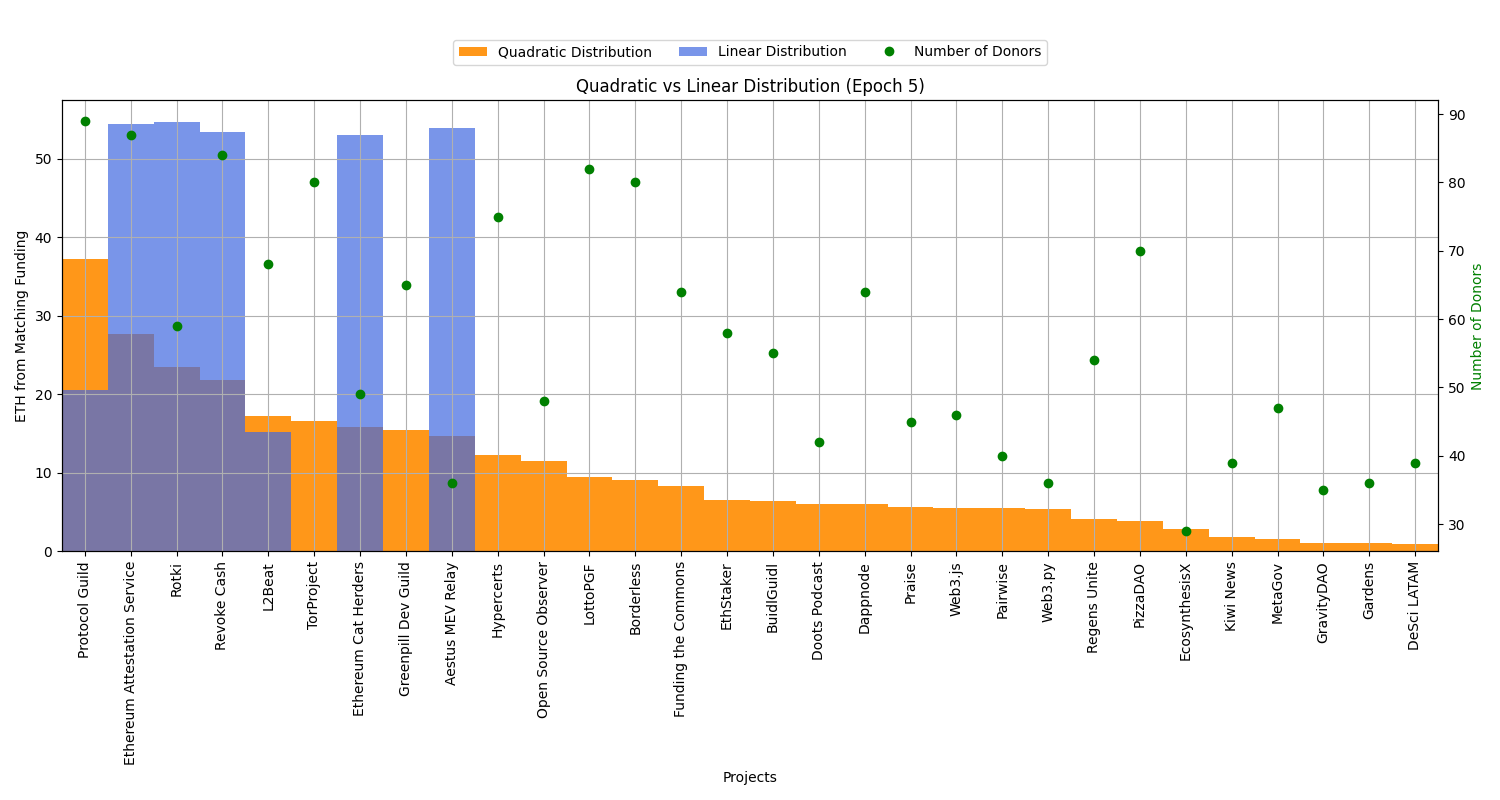 Quadratic Distribution
Linear Distribution
Number of Donors
Quadratic vs Linear Distribution (Epoch 5)
ETH from Matching Funding
50
40
30
20
10
0
90
80
70
60
50
40
30
Number of Donors
Protocol Guild
Ethereum Attestation Service
Rotki
Revoke Cash
L2Beat
TorProject
Ethereum Cat Herders
Greenpill Dev Guild
Aestus MEV Relay
Hypercerts
Open Source Observer
LottoPGF
Borderless
Funding the Commons
EthStaker
BuidlGuidl
Doots Podcast
Dappnode
Praise
Web3.js
Pairwise
Web3.py
Regens Unite
PizzaDAO
EcosynthesisX
Kiwi News
MetaGov
GravityDAO
Gardens
DeSci LATAM
Projects